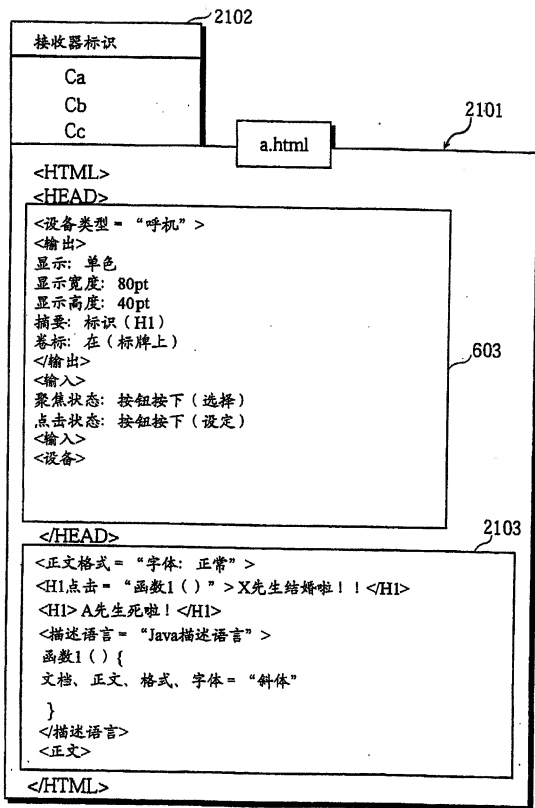 2102
接收器标识
Ca
Cb
Cc
a.html
2101
<HTML>
<HEAD>
<设备类型 = “呼机”>
<输出>
显示: 单色
显示宽度: 80pt
显示高度: 40pt
摘要: 标识（H1）
卷标: 在（标牌上）
</输出>
<输入>
聚焦状态: 按钮按下（选择）
点击状态: 按钮按下（设定）
<输入>
<设备>
603
</HEAD>
2103
<正文格式 = “字体: 正常”>
<H1点击 = “函数1（）”> X先生结婚啦！！</H1>
<H1> A先生死啦！</H1>
<描述语言 = “Java描述语言”>
函数1（）{
文档、正文、格式、字体 = “斜体”
}
</描述语言>
<正文>
</HTML>